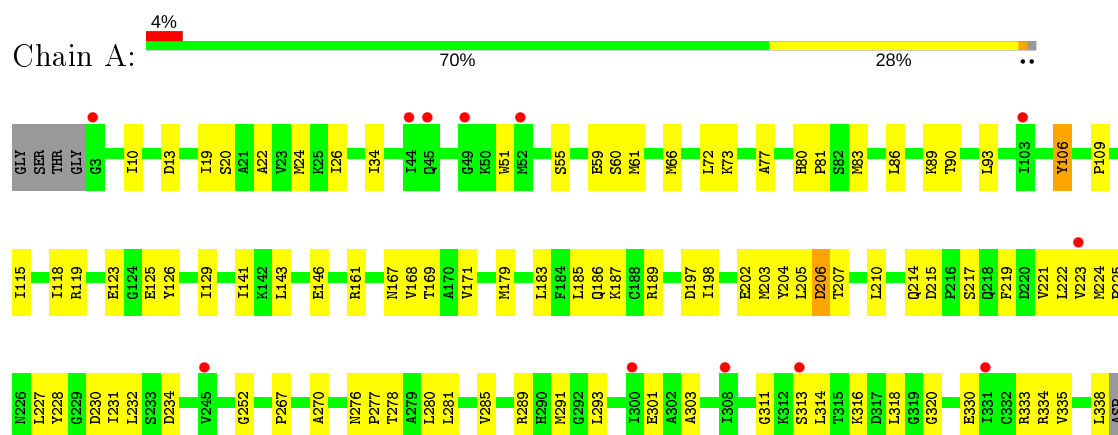 4%
Chain A:
70% 28% ..
GLY SER THR GLY G3 I10 D13 I19 S20 A21 A22 V23 M24 K25 I26 I34 I44 Q45 G49 K50 W51 M52 S55 E59 S60 M61 M66 L72 K73 A77 H80 P81 S82 M83 L86 K89 T90 L93 I103 Y106 P109
I115 I118 R119 E123 G124 E125 Y126 I129 I141 K142 L143 E146 R161 N167 V168 T169 A170 V171 M179 L183 F184 L185 Q186 K187 C188 R189 D197 I198 E202 M203 Y204 L205 D206 T207 L210 Q214 D215 P216 S217 Q218 F219 D220 V221 L222 V223 M224 P225
N226 L227 Y228 G229 D230 I231 L232 S233 D234 V245 G252 P267 A270 N276 P277 T278 A279 L280 L281 V285 R289 H290 M291 G292 L293 I300 E301 A302 A303 I308 G311 K312 S313 L314 T315 K316 D317 L318 G319 G320 E330 I331 C332 R333 R334 V335 L338